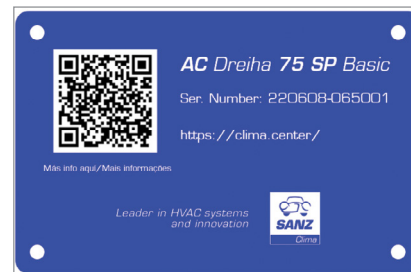 AC Dreiha 75 SP Basic
Ser. Number: 220608-065001
https://clima.center/
Más info aquí/Mais informações
Leader in HVAC systems
and innovation
SANZ
Clima